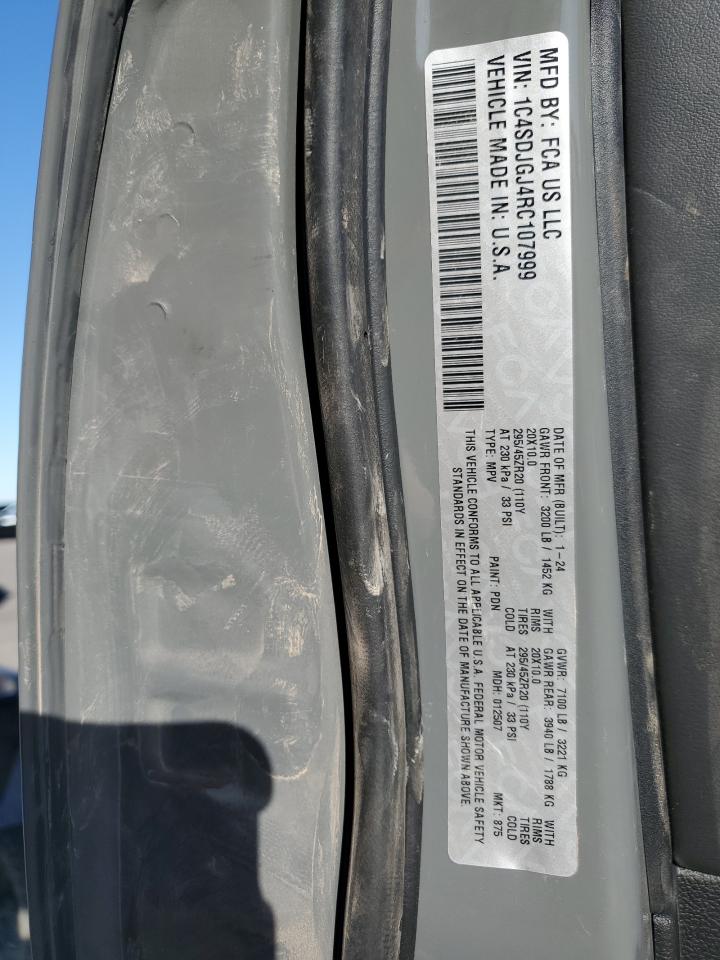 MFD BY: FCA US LLC
VIN: 1C4SDJGJ4RC107999
VEHICLE MADE IN: U.S.A.
DATE OF MFR (BUILT): 1-24 GVWR: 7100 LB / 3221 KG
GAWR FRONT: 3200 LB / 1452 KG WITH GAWR REAR: 3940 LB / 1788 KG WITH
20X10.0 RIMS 20X10.0 RIMS
295/45ZR20 (110Y TIRES 295/45ZR20 (110Y TIRES
AT 230 kPa / 33 PSI COLD AT 230 kPa / 33 PSI COLD
TYPE: MPV PAINT: PDN MDH: 012507 MKT: 875
THIS VEHICLE CONFORMS TO ALL APPLICABLE U.S.A. FEDERAL MOTOR VEHICLE SAFETY
STANDARDS IN EFFECT ON THE DATE OF MANUFACTURE SHOWN ABOVE.